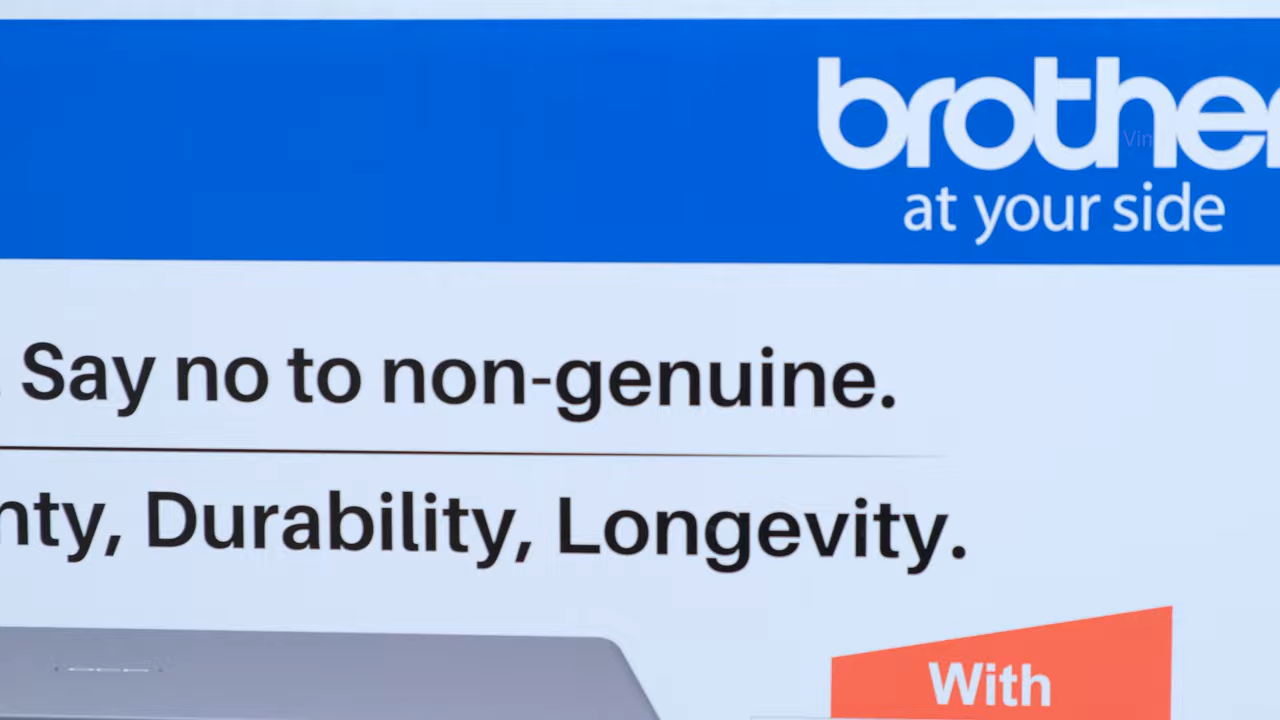 brother
at your side
Say no to non-genuine.
nty, Durability, Longevity.
With